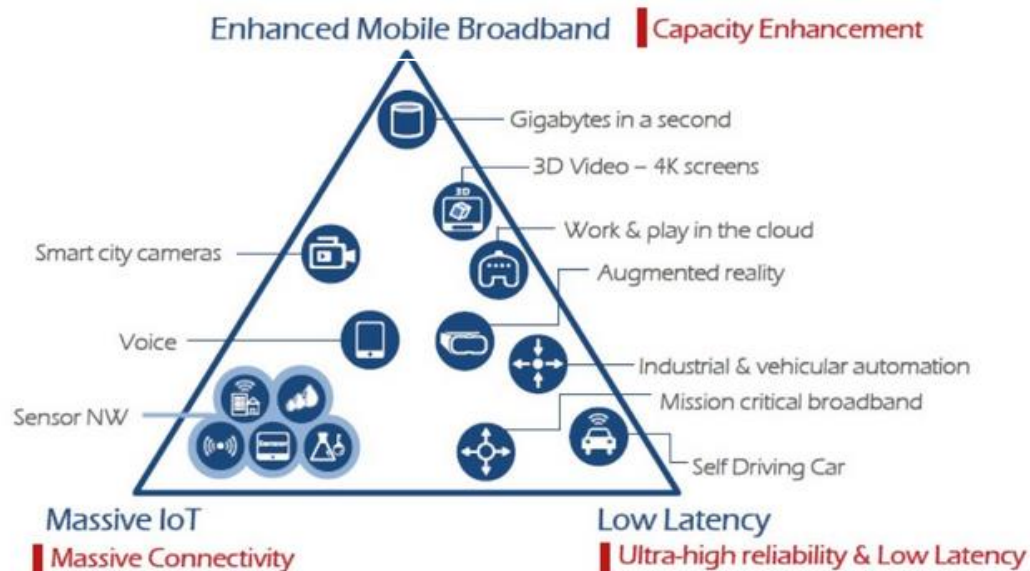 Enhanced Mobile Broadband
Capacity Enhancement
Gigabytes in a second
3D Video – 4K screens
3D
Work & play in the cloud
Smart city cameras
Augmented reality
Voice
Industrial & vehicular automation
Mission critical broadband
Sensor NW
Self Driving Car
Massive IoT
Low Latency
Massive Connectivity
Ultra-high reliability & Low Latency